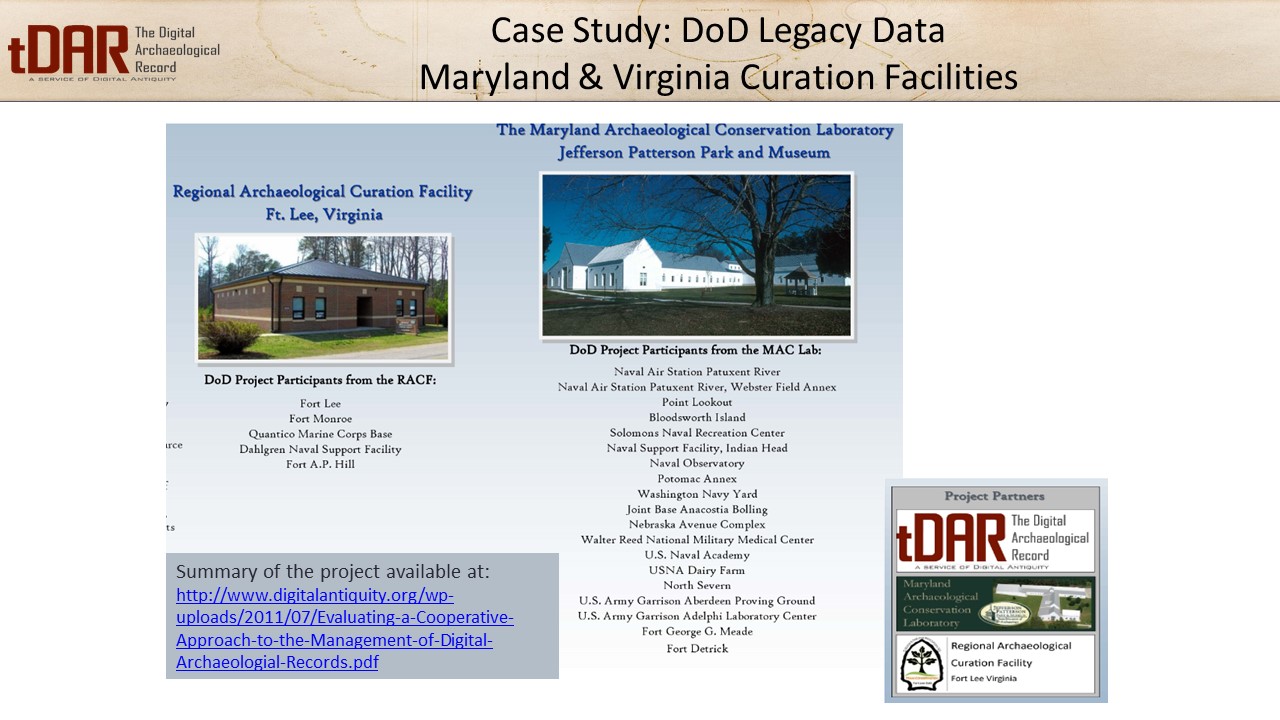 tDAR
The Digital
Archaeological
Record
A SERVICE OF DIGITAL ANTIQUITY
Case Study: DoD Legacy Data
Maryland & Virginia Curation Facilities
Regional Archaeological Curation Facility
Ft. Lee, Virginia
DoD Project Participants from the RACF:
Fort Lee
Fort Monroe
Quantico Marine Corps Base
Dahlgren Naval Support Facility
Fort A.P. Hill
The Maryland Archaeological Conservation Laboratory
Jefferson Patterson Park and Museum
DoD Project Participants from the MAC Lab:
Naval Air Station Patuxent River
Naval Air Station Patuxent River, Webster Field Annex
Point Lookout
Bloodsworth Island
Solomons Naval Recreation Center
Naval Support Facility, Indian Head
Naval Observatory
Potomac Annex
Washington Navy Yard
Joint Base Anacostia Bolling
Nebraska Avenue Complex
Walter Reed National Military Medical Center
U.S. Naval Academy
USNA Dairy Farm
North Severn
U.S. Army Garrison Aberdeen Proving Ground
U.S. Army Garrison Adelphi Laboratory Center
Fort George G. Meade
Fort Detrick
Summary of the project available at:
http://www.digitalantiquity.org/wp-
uploads/2011/07/Evaluating-a-Cooperative-
Approach-to-the-Management-of-Digital-
Archaeologial-Records.pdf
Project Partners
tDAR
The Digital
Archaeological
Record
A SERVICE OF DIGITAL ANTIQUITY
Maryland
Archaeological
Conservation
Laboratory
Regional Archaeological
Curation Facility
Fort Lee Virginia